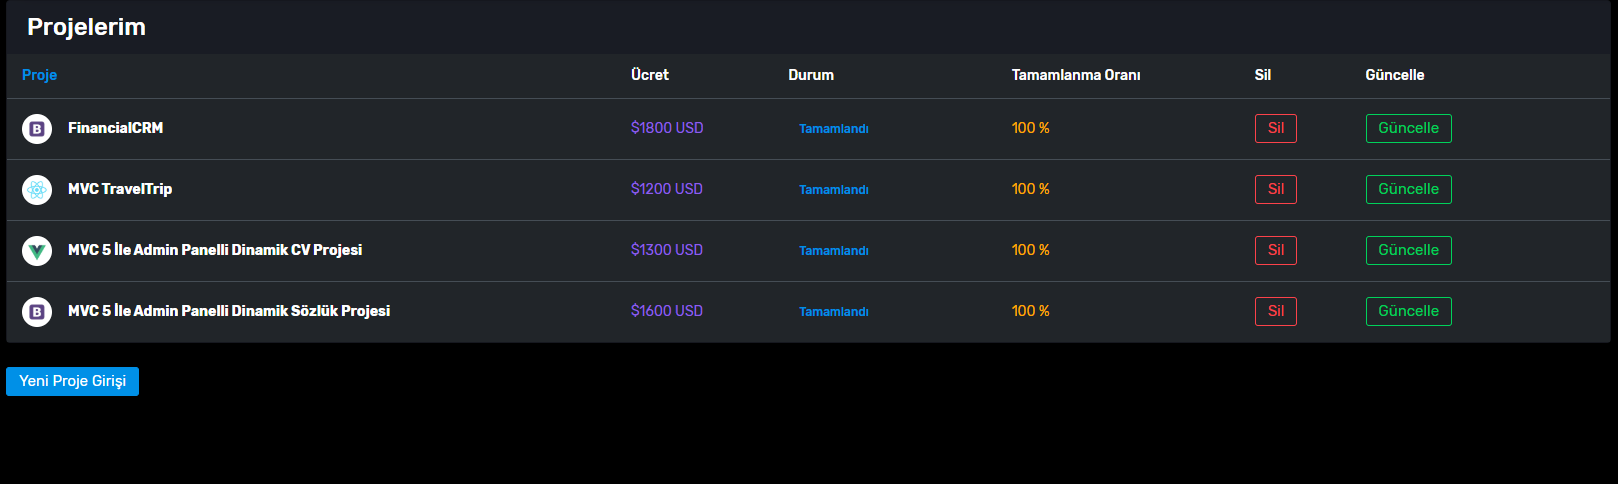 Projelerim
Proje Ücret Durum Tamamlanma Oranı Sil Güncelle
B FinancialCRM $1800 USD Tamamlandı 100 % Sil Güncelle
MVC TravelTrip $1200 USD Tamamlandı 100 % Sil Güncelle
MVC 5 İle Admin Panelli Dinamik CV Projesi $1300 USD Tamamlandı 100 % Sil Güncelle
B MVC 5 İle Admin Panelli Dinamik Sözlük Projesi $1600 USD Tamamlandı 100 % Sil Güncelle
Yeni Proje Girişi